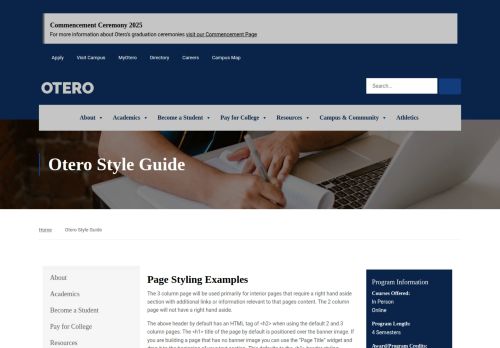 Commencement Ceremony 2025
For more information about Otero's graduation ceremonies visit our Commencement Page
Apply Visit Campus MyOtero Directory Careers Campus Map
OTERO
Search...
About Academics Become a Student Pay for College Resources Campus & Community Athletics
Otero Style Guide
Home Otero Style Guide
About
Academics
Become a Student
Pay for College
Resources
Page Styling Examples
The 3 column page will be used primarily for interior pages that require a right hand aside
section with additional links or information relevant to that pages content. The 2 column
page will not have a right hand aside.
The above header by default has an HTML tag of <h2> when using the default 2 and 3
column pages. The <h1> title of the page by default is positioned over the banner image. If
you are building a page that has no banner image you can use the "Page Title" widget and
Program Information
Courses Offered:
In Person
Online
Program Length:
4 Semesters
Award/Program Credits: